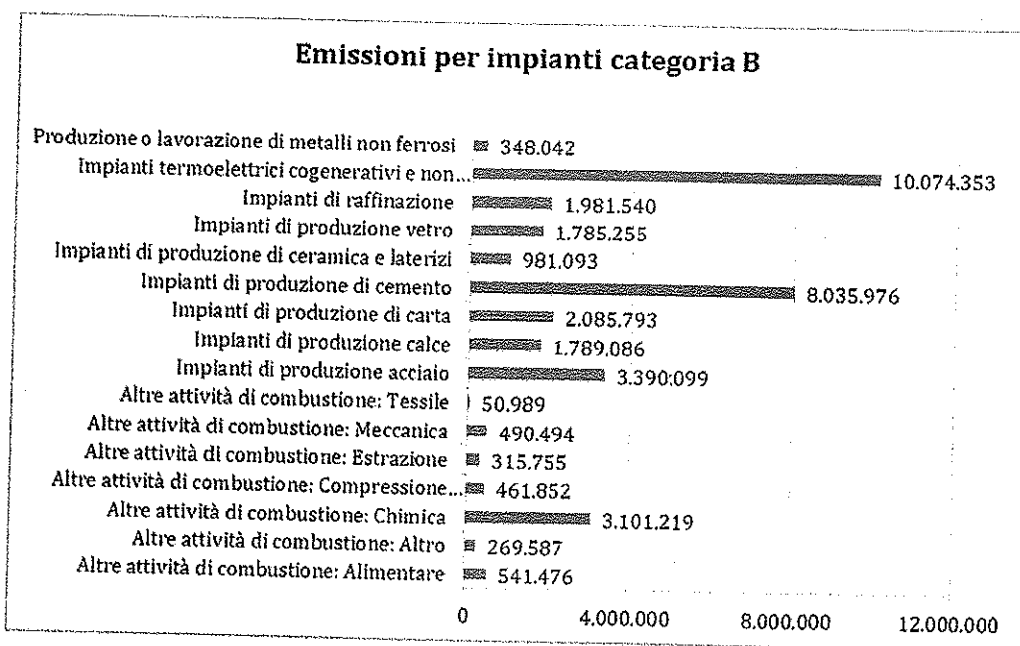 Emissioni per impianti categoria B
Produzione o lavorazione di metalli non ferrosi 348.042
Impianti termoelettrici cogenerativi e non... 10.074.353
Impianti di raffinazione 1.981.540
Impianti di produzione vetro 1.785.255
Impianti di produzione di ceramica e laterizi 981.093
Impianti di produzione di cemento 8.035.976
Impianti di produzione di carta 2.085.793
Impianti di produzione calce 1.789.086
Impianti di produzione acciaio 3.390.099
Altre attività di combustione: Tessile 50.989
Altre attività di combustione: Meccanica 490.494
Altre attività di combustione: Estrazione 315.755
Altre attività di combustione: Compressione... 461.852
Altre attività di combustione: Chimica 3.101.219
Altre attività di combustione: Altro 269.587
Altre attività di combustione: Alimentare 541.476
0 4.000.000 8.000.000 12.000.000